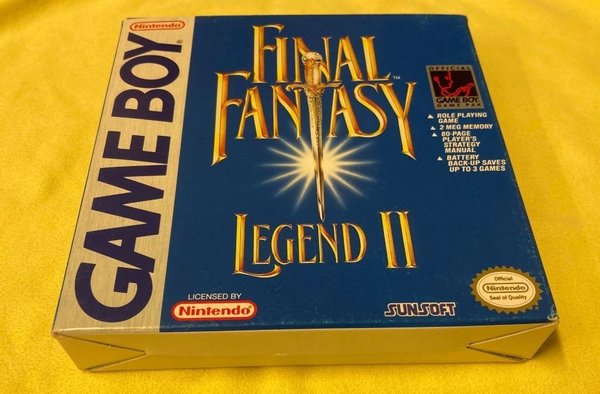 Nintendo®
GAME BOY
FINAL
FANTASY™
LEGEND II
OFFICIAL
GAME BOY
GAME PAK
▲ ROLE PLAYING
GAME
▲ 2 MEG MEMORY
▲ 80-PAGE
PLAYER'S
STRATEGY
MANUAL
▲ BATTERY
BACK-UP SAVES
UP TO 3 GAMES
LICENSED BY
Nintendo®
SUNSOFT
Official
Nintendo
Seal of Quality